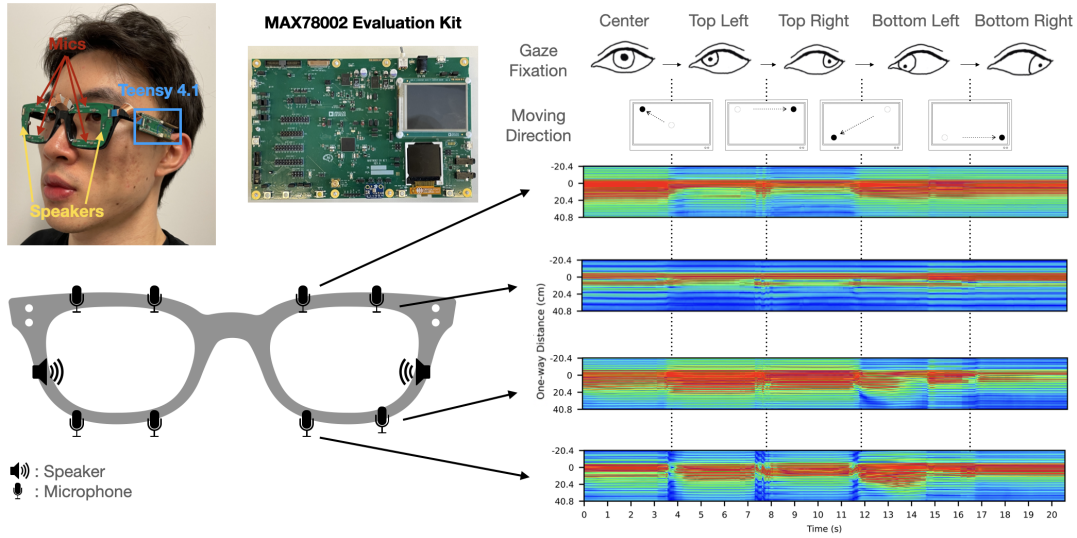 Mics
Teensy 4.1
Speakers
MAX78002 Evaluation Kit
: Speaker
: Microphone
Center
Top Left
Top Right
Bottom Left
Bottom Right
Gaze
Fixation
Moving
Direction
One-way Distance (cm)
-20.4
0
20.4
40.8
-20.4
0
20.4
40.8
-20.4
0
20.4
40.8
-20.4
0
20.4
40.8
0 1 2 3 4 5 6 7 8 9 10 11 12 13 14 15 16 17 18 19 20
Time (s)